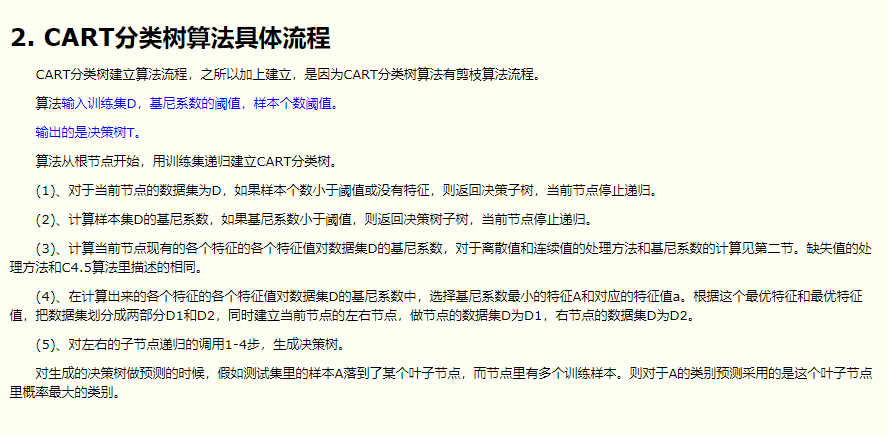 2. CART分类树算法具体流程
CART分类树建立算法流程，之所以加上建立，是因为CART分类树算法有剪枝算法流程。
算法输入训练集D，基尼系数的阈值，样本个数阈值。
输出的是决策树T。
算法从根节点开始，用训练集递归建立CART分类树。
(1)、对于当前节点的数据集为D，如果样本个数小于阈值或没有特征，则返回决策子树，当前节点停止递归。
(2)、计算样本集D的基尼系数，如果基尼系数小于阈值，则返回决策树子树，当前节点停止递归。
(3)、计算当前节点现有的各个特征的各个特征值对数据集D的基尼系数，对于离散值和连续值的处理方法和基尼系数的计算见第二节。缺失值的处
理方法和C4.5算法里描述的相同。
(4)、在计算出来的各个特征的各个特征值对数据集D的基尼系数中，选择基尼系数最小的特征A和对应的特征值a。根据这个最优特征和最优特征
值，把数据集划分成两部分D1和D2，同时建立当前节点的左右节点，做节点的数据集D为D1，右节点的数据集D为D2。
(5)、对左右的子节点递归的调用1-4步，生成决策树。
对生成的决策树做预测的时候，假如测试集里的样本A落到了某个叶子节点，而节点里有多个训练样本。则对于A的类别预测采用的是这个叶子节点
里概率最大的类别。